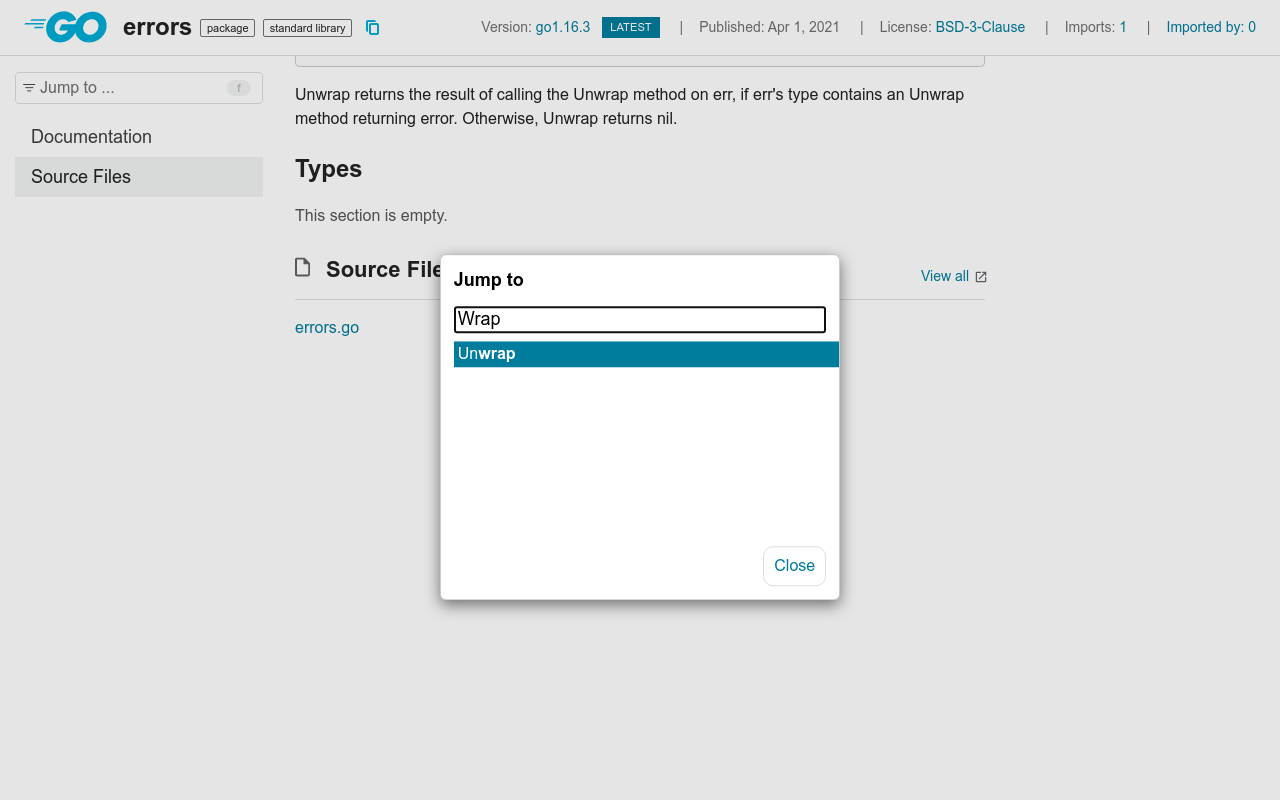 GO errors package standard library Version: go1.16.3 LATEST | Published: Apr 1, 2021 | License: BSD-3-Clause | Imports: 1 | Imported by: 0
Jump to ... f
Documentation
Source Files
Unwrap returns the result of calling the Unwrap method on err, if err's type contains an Unwrap
method returning error. Otherwise, Unwrap returns nil.
Types
This section is empty.
Source File
View all
errors.go
Jump to
Wrap
Unwrap
Close